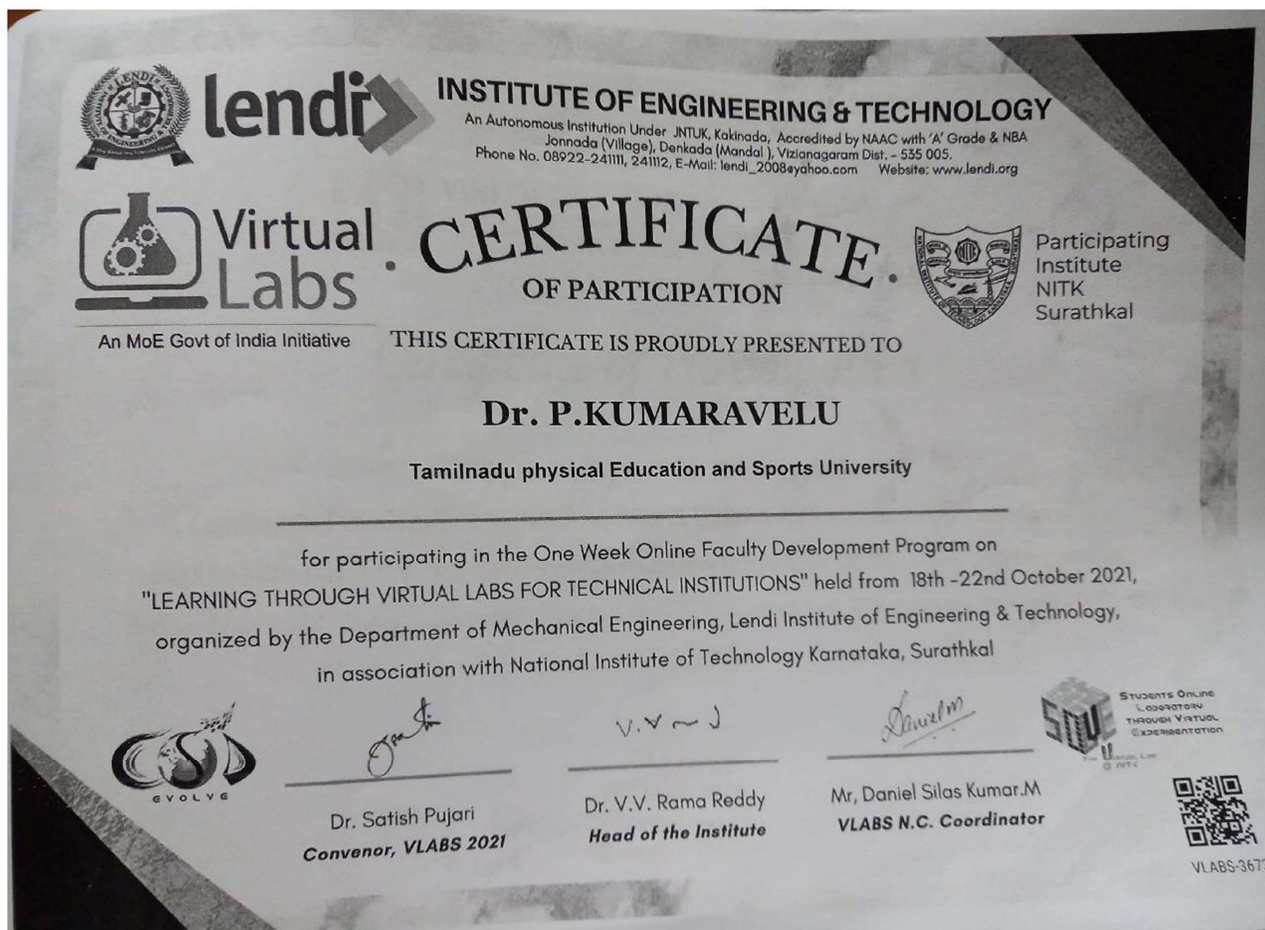 LENDI
lendi
INSTITUTE OF ENGINEERING & TECHNOLOGY
An Autonomous Institution Under JNTUK, Kakinada, Accredited by NAAC with 'A' Grade & NBA
Jonnada (Village), Denkada (Mandal), Vizianagaram Dist. - 535 005.
Phone No. 08922-241111, 241112, E-Mail: lendi_2008@yahoo.com Website: www.lendi.org
Virtual
Labs
An MoE Govt of India Initiative
CERTIFICATE
OF PARTICIPATION
Participating
Institute
NITK
Surathkal
THIS CERTIFICATE IS PROUDLY PRESENTED TO
Dr. P.KUMARAVELU
Tamilnadu physical Education and Sports University
for participating in the One Week Online Faculty Development Program on
"LEARNING THROUGH VIRTUAL LABS FOR TECHNICAL INSTITUTIONS" held from 18th -22nd October 2021,
organized by the Department of Mechanical Engineering, Lendi Institute of Engineering & Technology,
in association with National Institute of Technology Karnataka, Surathkal
EVOLVE
Dr. Satish Pujari
Convenor, VLABS 2021
Dr. V.V. Rama Reddy
Head of the Institute
Danielm
Mr, Daniel Silas Kumar.M
VLABS N.C. Coordinator
SOLVE
STUDENTS ONLINE
LABORATORY
THROUGH VIRTUAL
EXPERIMENTATION
@ NITK
VLABS-367